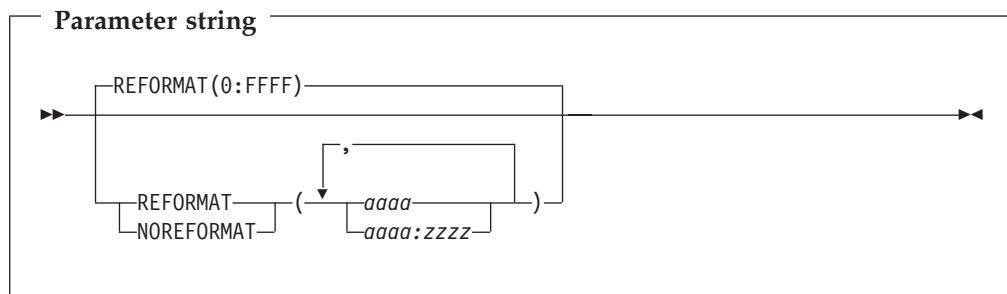 Parameter string
REFORMAT(0:FFFF)
,
REFORMAT ( aaaa )
NOREFORMAT aaaa:zzzz